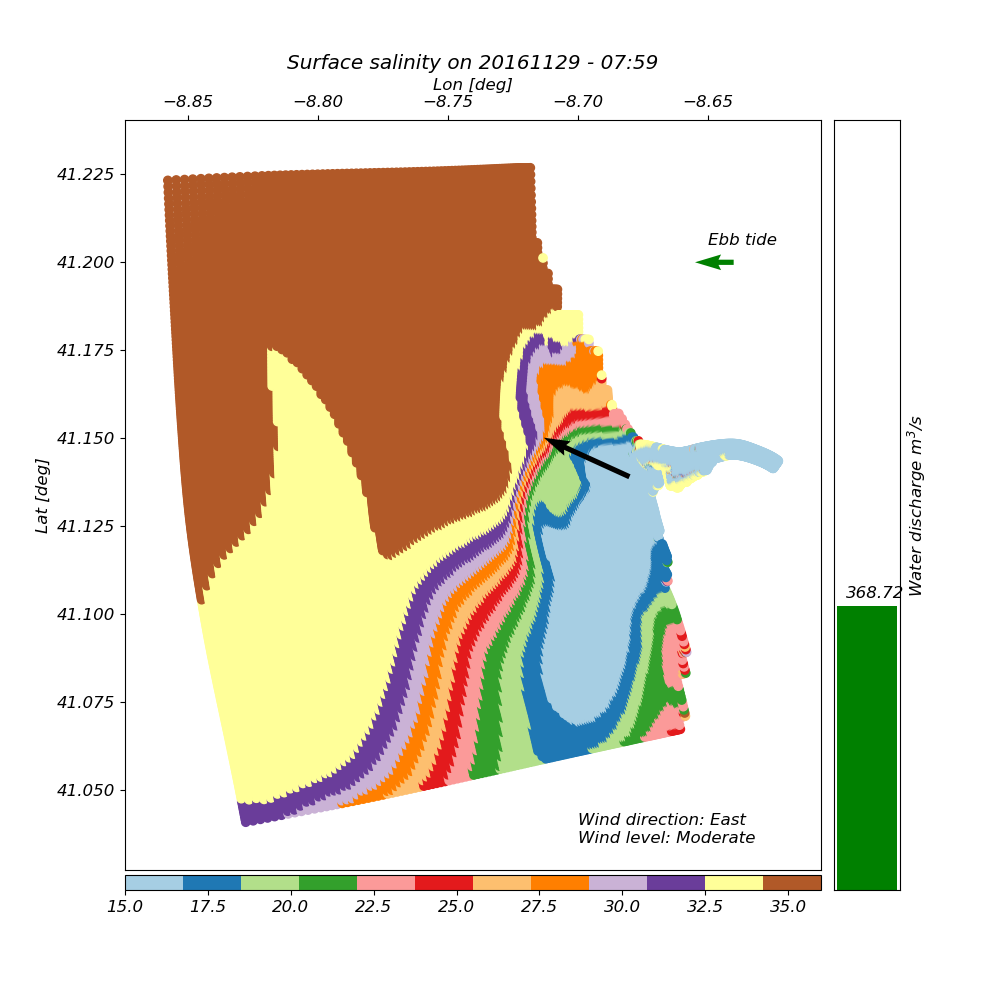 Surface salinity on 20161129 - 07:59
Lon [deg]
−8.85 −8.80 −8.75 −8.70 −8.65
41.225
41.200
41.175
41.150
41.125
41.100
41.075
41.050
Lat [deg]
Ebb tide
Wind direction: East
Wind level: Moderate
368.72
Water discharge m³/s
15.0 17.5 20.0 22.5 25.0 27.5 30.0 32.5 35.0